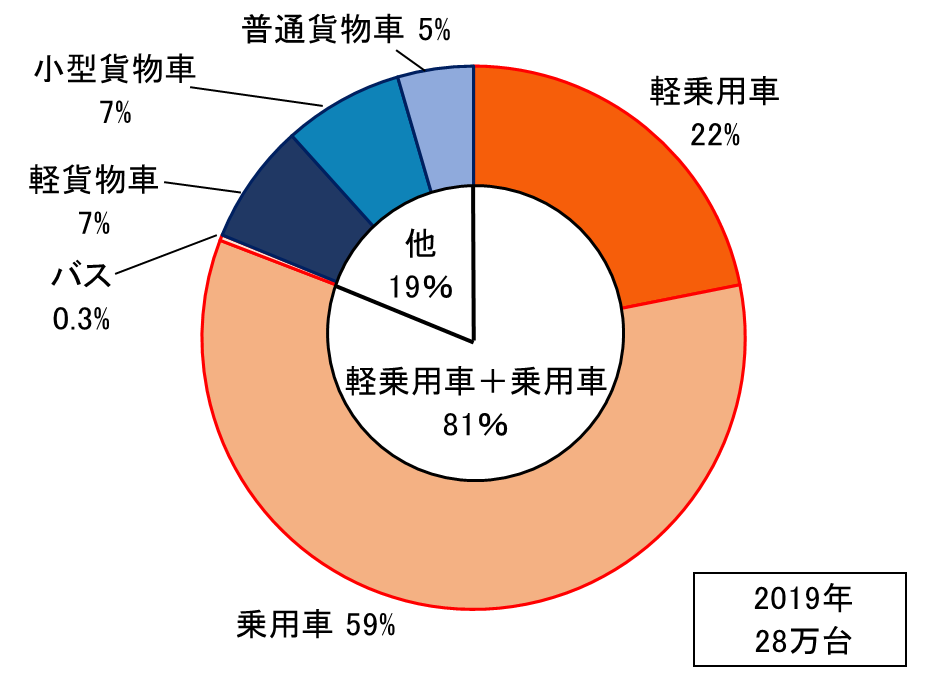 普通貨物車 5%
小型貨物車
7%
軽乗用車
22%
軽貨物車
7%
他
19%
バス
0.3%
軽乗用車＋乗用車
81%
乗用車 59%
2019年
28万台